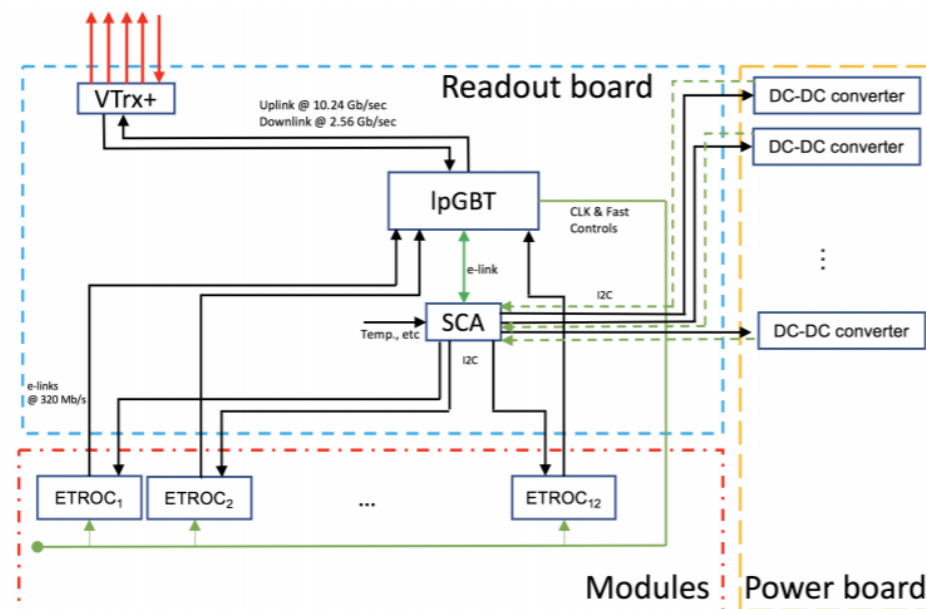 Readout board
VTrx+
Uplink @ 10.24 Gb/sec
Downlink @ 2.56 Gb/sec
DC-DC converter
DC-DC converter
lpGBT
CLK & Fast
Controls
e-link
⋮
I2C
SCA
Temp., etc
DC-DC converter
I2C
e-links
@ 320 Mb/s
ETROC1
ETROC2
...
ETROC12
Modules
Power board